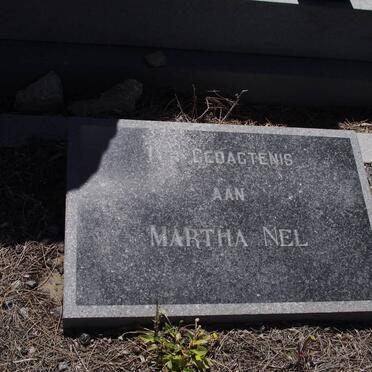 GEDACTENIS
AAN
MARTHA NEL